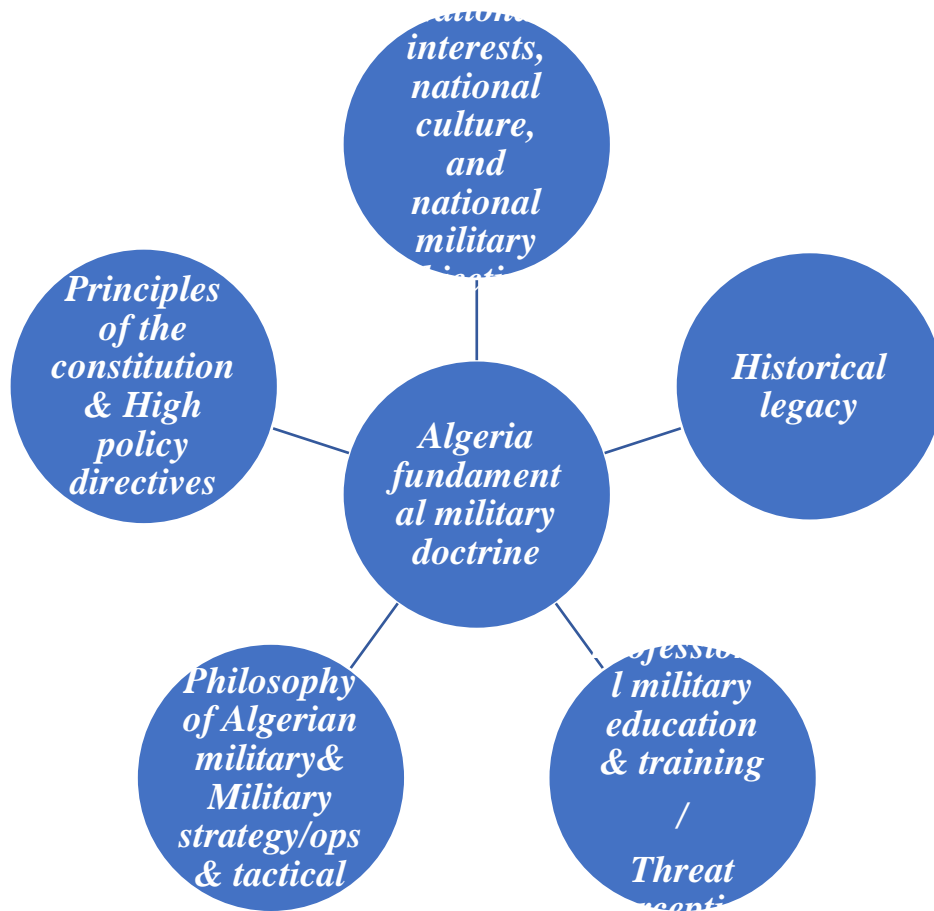 interests,
national
culture,
and
national
military
Principles
of the
constitution
& High
policy
directives
Historical
legacy
Algeria
fundament
al military
doctrine
Philosophy
of Algerian
military&
Military
strategy/ops
& tactical
l military
education
& training
/
Threat